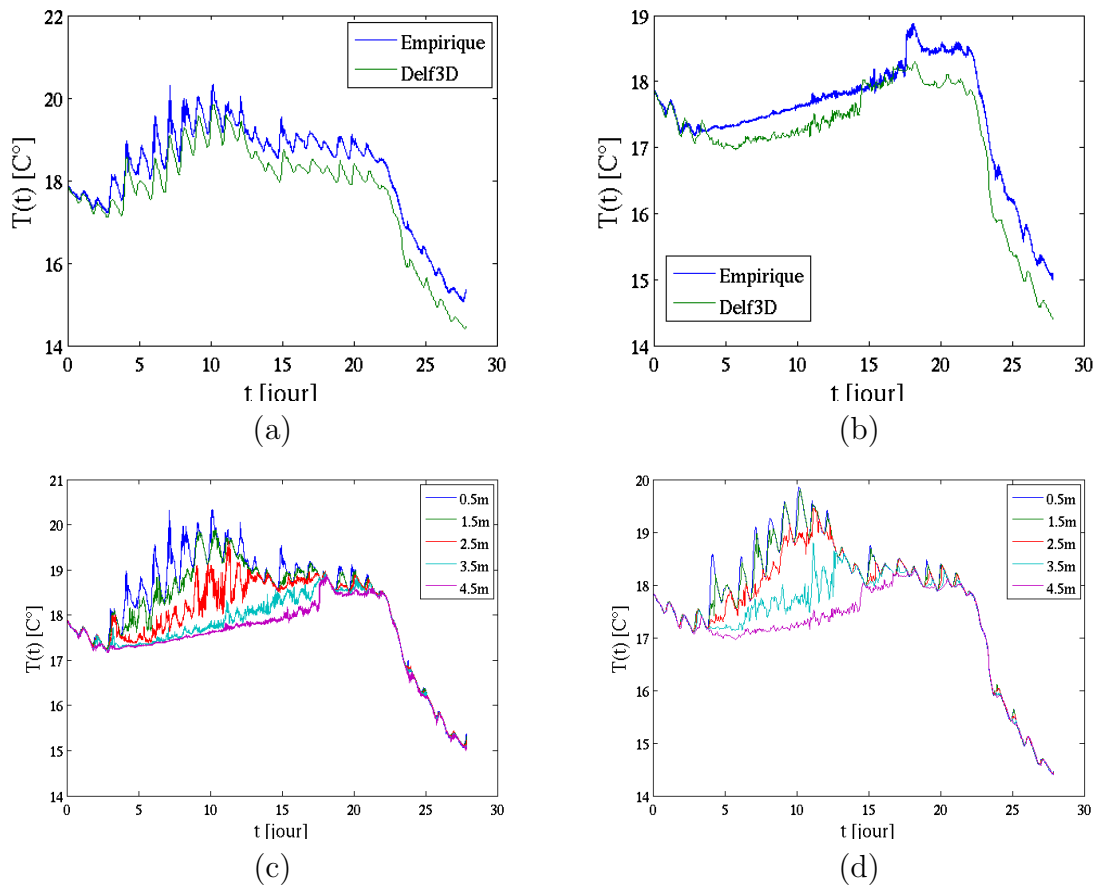 22
20
18
16
14
T(t) [C°]
0 5 10 15 20 25 30
t [jour]
Empirique
Delf3D
(a)
19
18
17
16
15
14
T(t) [C°]
0 5 10 15 20 25 30
t [jour]
Empirique
Delf3D
(b)
21
20
19
18
17
16
15
14
T(t) [C°]
0 5 10 15 20 25 30
t [jour]
0.5m
1.5m
2.5m
3.5m
4.5m
(c)
20
19
18
17
16
15
14
T(t) [C°]
0 5 10 15 20 25 30
t [jour]
0.5m
1.5m
2.5m
3.5m
4.5m
(d)